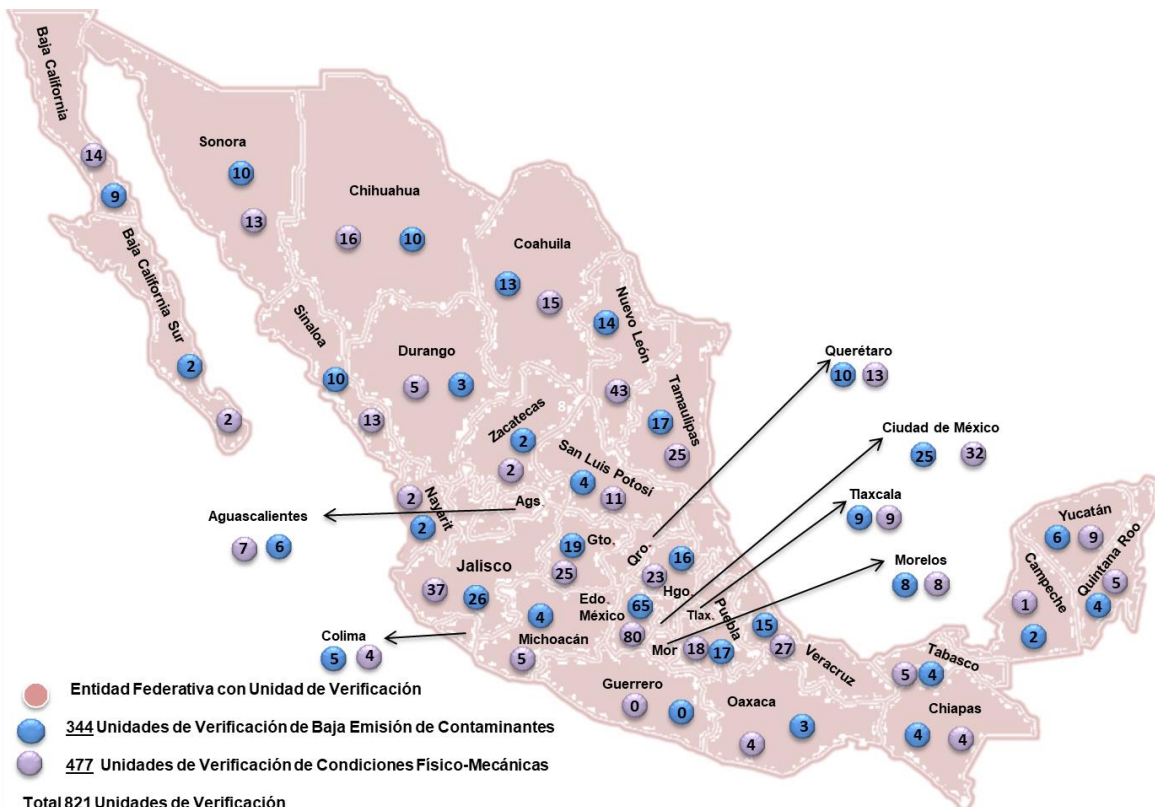 Baja California
14
9
Sonora
10
13
Chihuahua
16
10
Coahuila
13
15
Nuevo León
14
43
Baja California Sur
2
2
Sinaloa
10
13
Durango
5
3
Tamaulipas
17
25
Zacatecas
2
2
8
San Luis Potosí
4
11
Querétaro
10 13
Ciudad de México
25 32
Tlaxcala
9 9
Morelos
8 8
Aguascalientes
7 6
Ags.
Nayarit
2
2
Jalisco
37 26
Gto.
19
25
Qro.
16
23
Hgo.
Edo.
México
65
80
Tlax.
Mor
Puebla
18 17
Michoacán
4
5
Colima
5 4
Veracruz
15
27
Guerrero
0 0
Oaxaca
3
4
Tabasco
5 4
Chiapas
4 4
Campeche
1
2
Yucatán
6 9
Quintana Roo
5
4
Entidad Federativa con Unidad de Verificación
344 Unidades de Verificación de Baja Emisión de Contaminantes
477 Unidades de Verificación de Condiciones Físico-Mecánicas
Total 821 Unidades de Verificación